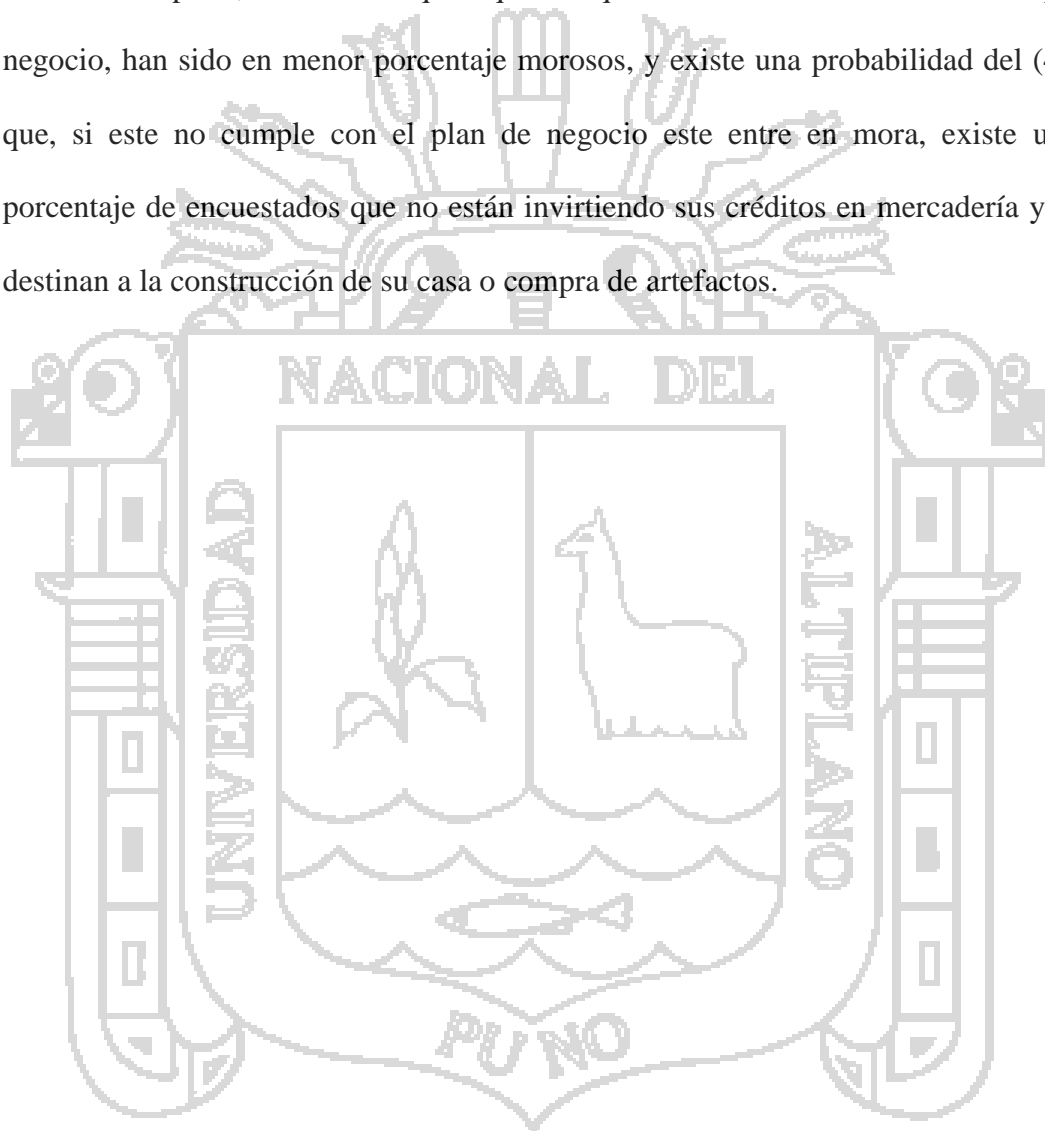 negocio, han sido en menor porcentaje morosos, y existe una probabilidad del
que, si este no cumple con el plan de negocio este entre en mora, existe
porcentaje de encuestados que no están invirtiendo sus créditos en mercadería y
destinan a la construcción de su casa o compra de artefactos.
NACIONAL DEL
UNIVERSIDAD
ALTIPLANO
PUNO